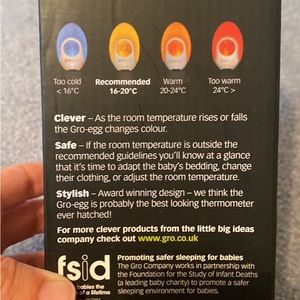 Too cold Recommended Warm Too warm
< 16°C 16-20°C 20-24°C 24°C >
Clever – As the room temperature rises or falls
the Gro-egg changes colour.
Safe – If the room temperature is outside the
recommended guidelines you'll know at a glance
that it's time to adapt the baby's bedding, change
their clothing, or adjust the room temperature.
Stylish – Award winning design – we think the
Gro-egg is probably the best looking thermometer
ever hatched!
For more clever products from the little big ideas
company check out www.gro.co.uk
fsid
babies the
of a lifetime
Promoting safer sleeping for babies
The Gro Company works in partnership with
the Foundation for the Study of Infant Deaths
(a leading baby charity) to promote a safer
sleeping environment for babies.